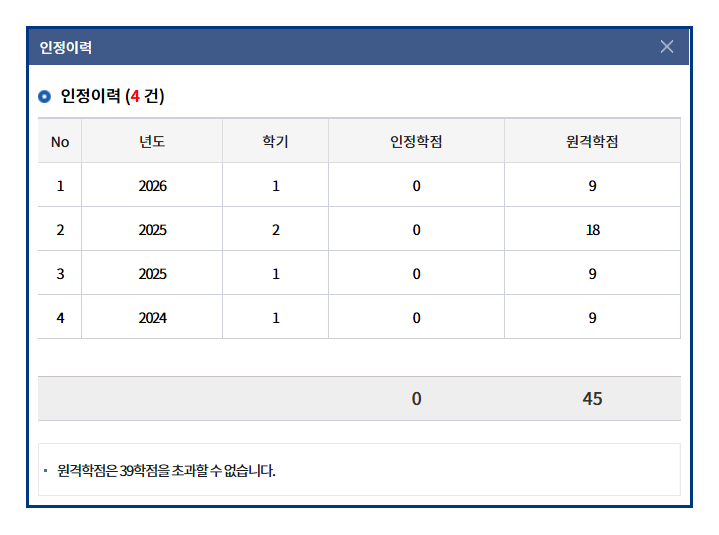 인정이력
인정이력 (4 건)
No 년도 학기 인정학점 원격학점
1 2026 1 0 9
2 2025 2 0 18
3 2025 1 0 9
4 2024 1 0 9
0 45
원격학점은 39학점을 초과할 수 없습니다.